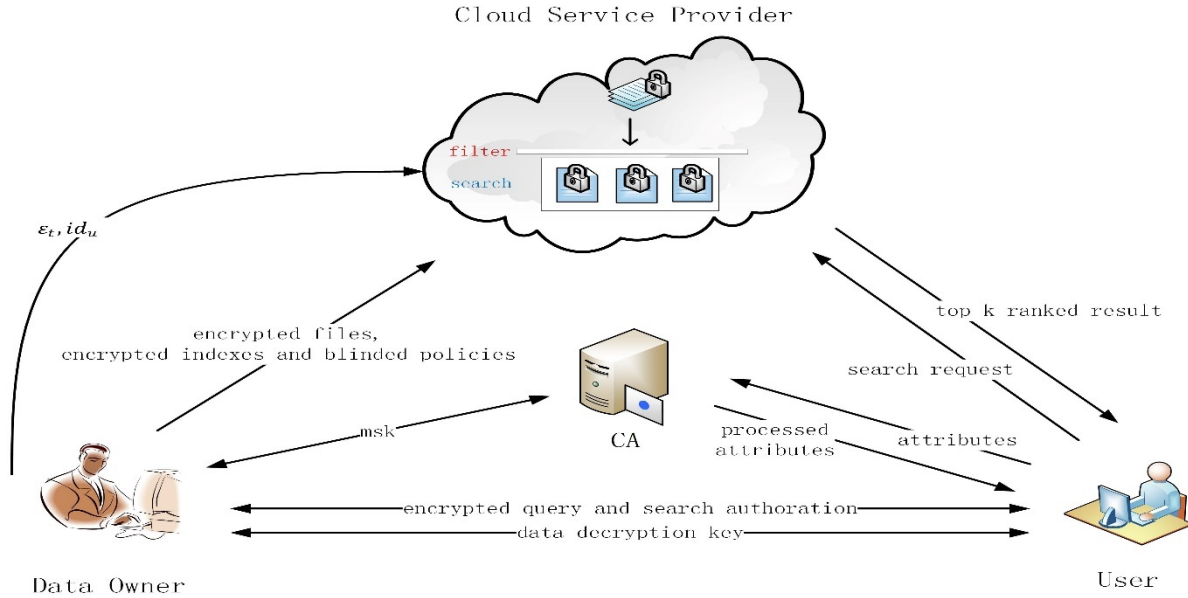 Cloud Service Provider
filter
search
εₜ, idᵤ
encrypted files,
encrypted indexes and blinded policies
top k ranked result
search request
msk
CA
processed
attributes
attributes
encrypted query and search authoration
data decryption key
Data Owner
User